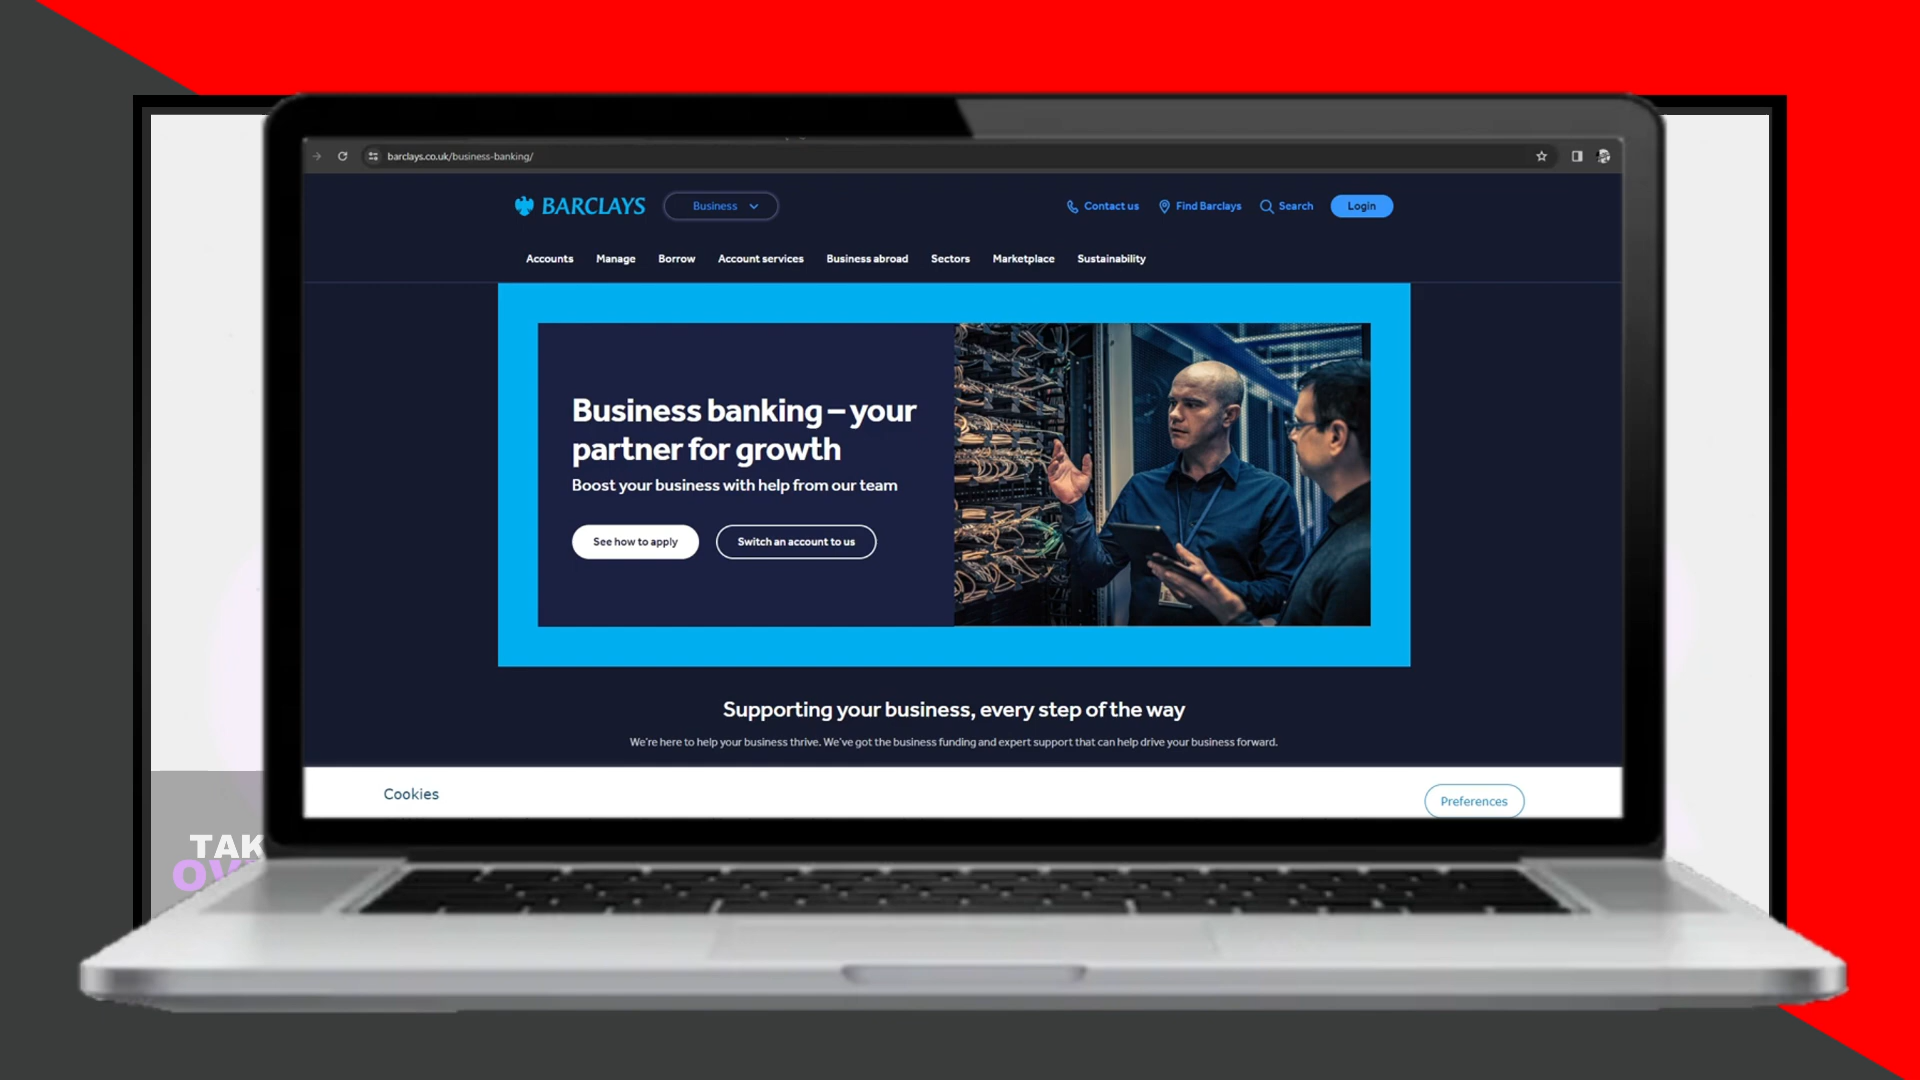 barclays.co.uk/business-banking/
BARCLAYS
Business
Contact us
Find Barclays
Search
Login
Accounts
Manage
Borrow
Account services
Business abroad
Sectors
Marketplace
Sustainability
Business banking – your
partner for growth
Boost your business with help from our team
See how to apply
Switch an account to us
Supporting your business, every step of the way
We're here to help your business thrive. We've got the business funding and expert support that can help drive your business forward.
Cookies
Preferences
TAK
OV